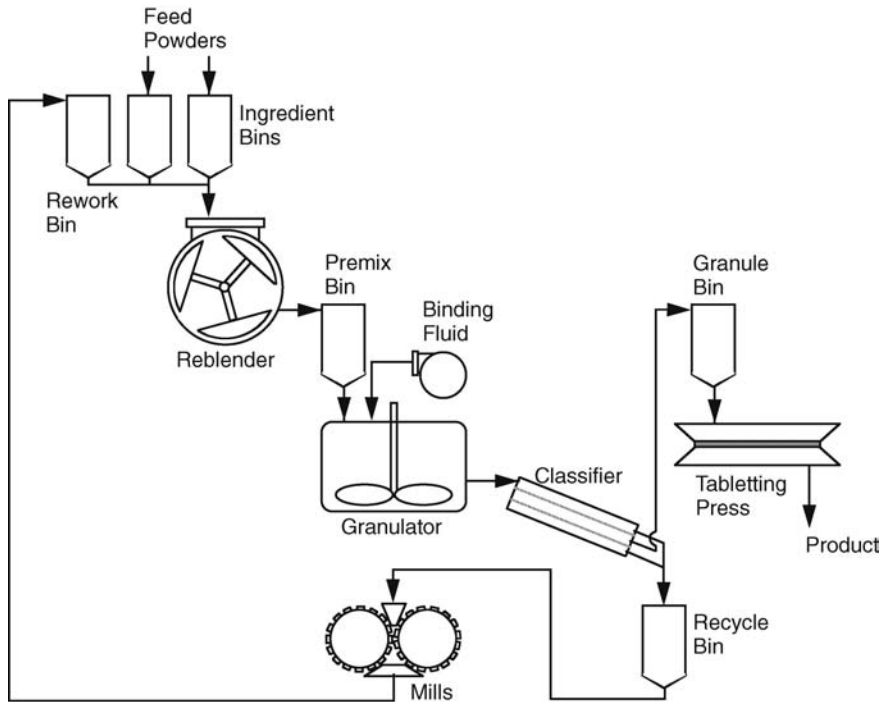 Feed
Powders
Ingredient
Bins
Rework
Bin
Reblender
Premix
Bin
Binding
Fluid
Granule
Bin
Granulator
Classifier
Tabletting
Press
Product
Mills
Recycle
Bin